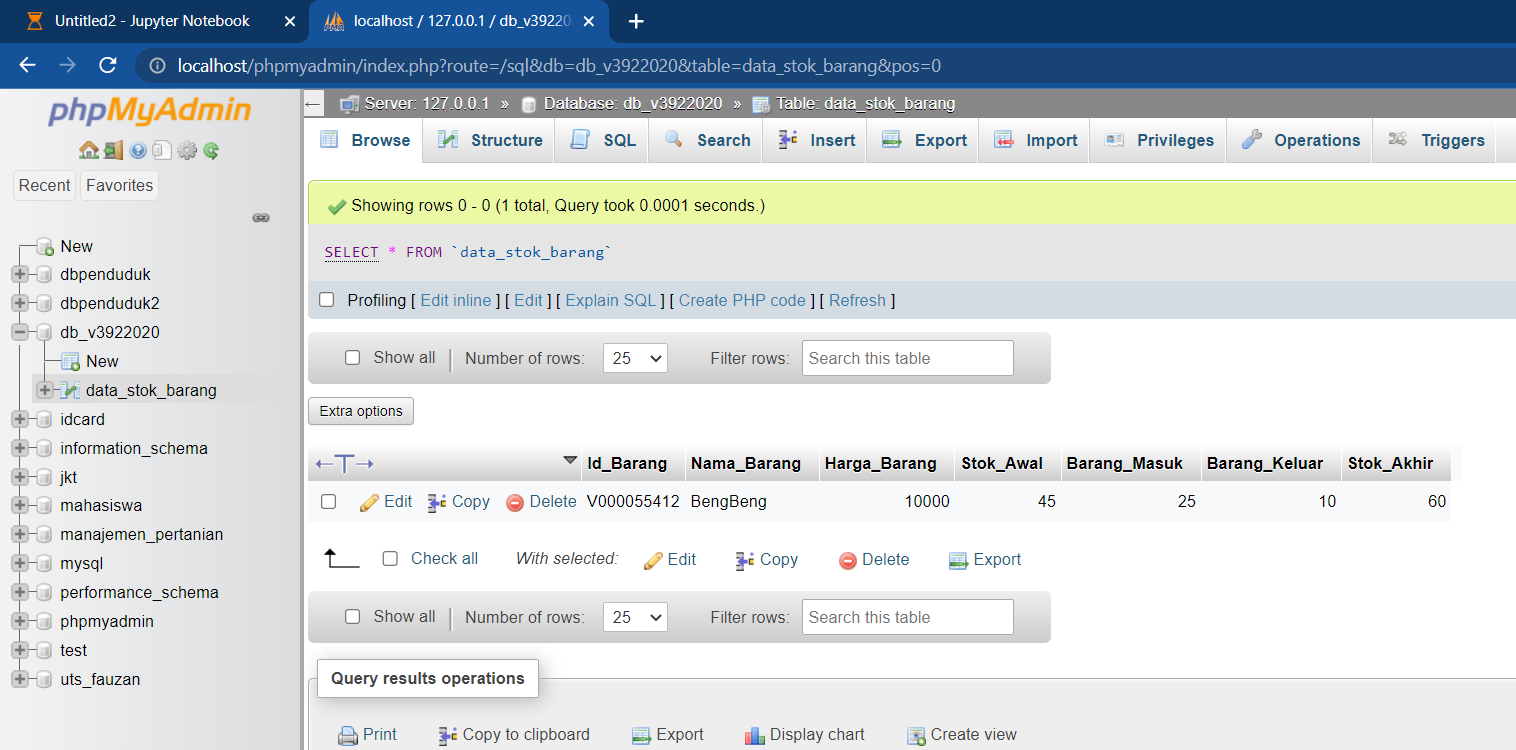 Untitled2 - Jupyter Notebook
localhost / 127.0.0.1 / db_v39220
localhost/phpmyadmin/index.php?route=/sql&db=db_v3922020&table=data_stok_barang&pos=0
phpMyAdmin
Recent Favorites
New
dbpenduduk
dbpenduduk2
db_v3922020
New
data_stok_barang
idcard
information_schema
jkt
mahasiswa
manajemen_pertanian
mysql
performance_schema
phpmyadmin
test
uts_fauzan
Server: 127.0.0.1 » Database: db_v3922020 » Table: data_stok_barang
Browse Structure SQL Search Insert Export Import Privileges Operations Triggers
Showing rows 0 - 0 (1 total, Query took 0.0001 seconds.)
SELECT * FROM `data_stok_barang`
Profiling [ Edit inline ] [ Edit ] [ Explain SQL ] [ Create PHP code ] [ Refresh ]
Show all Number of rows: 25 Filter rows: Search this table
Extra options
←T→ Id_Barang Nama_Barang Harga_Barang Stok_Awal Barang_Masuk Barang_Keluar Stok_Akhir
Edit Copy Delete V000055412 BengBeng 10000 45 25 10 60
Check all With selected: Edit Copy Delete Export
Show all Number of rows: 25 Filter rows: Search this table
Query results operations
Print Copy to clipboard Export Display chart Create view